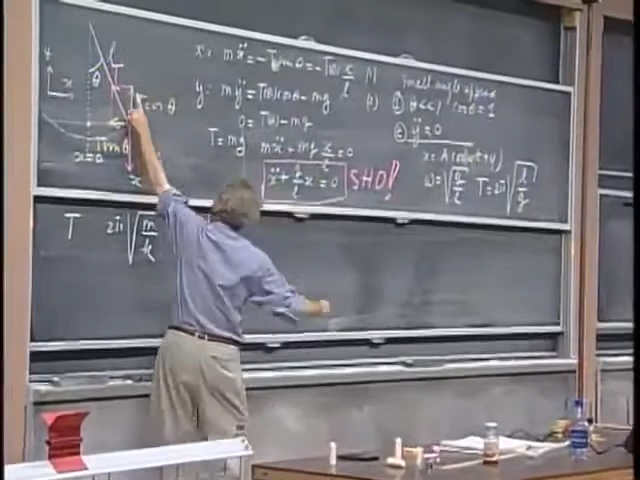 y
x
θ
l
T cos θ
T sin θ
x=0
x: mẍ = -T(θ) sin θ = -T(θ) x/l (1)
y: mÿ = T(θ) cos θ - mg (2)
0 = T(θ) - mg
T = mg
mẍ + mg x/l = 0
ẍ + g/l x = 0 SHO!
Small angle approx
① θ << 1 cos θ ≈ 1
② ÿ ≈ 0
x = A cos(ωt + φ)
ω = √g/l T = 2π √l/g
T 2π √m/k